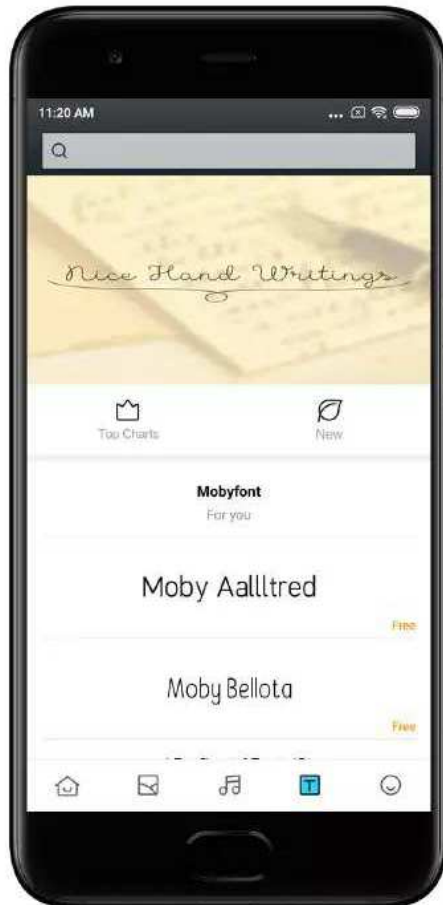 11:20 AM
Nice Hand Writings
Top Charts
New
Mobyfont
For you
Moby Aallltred
Free
Moby Bellota
Free
T